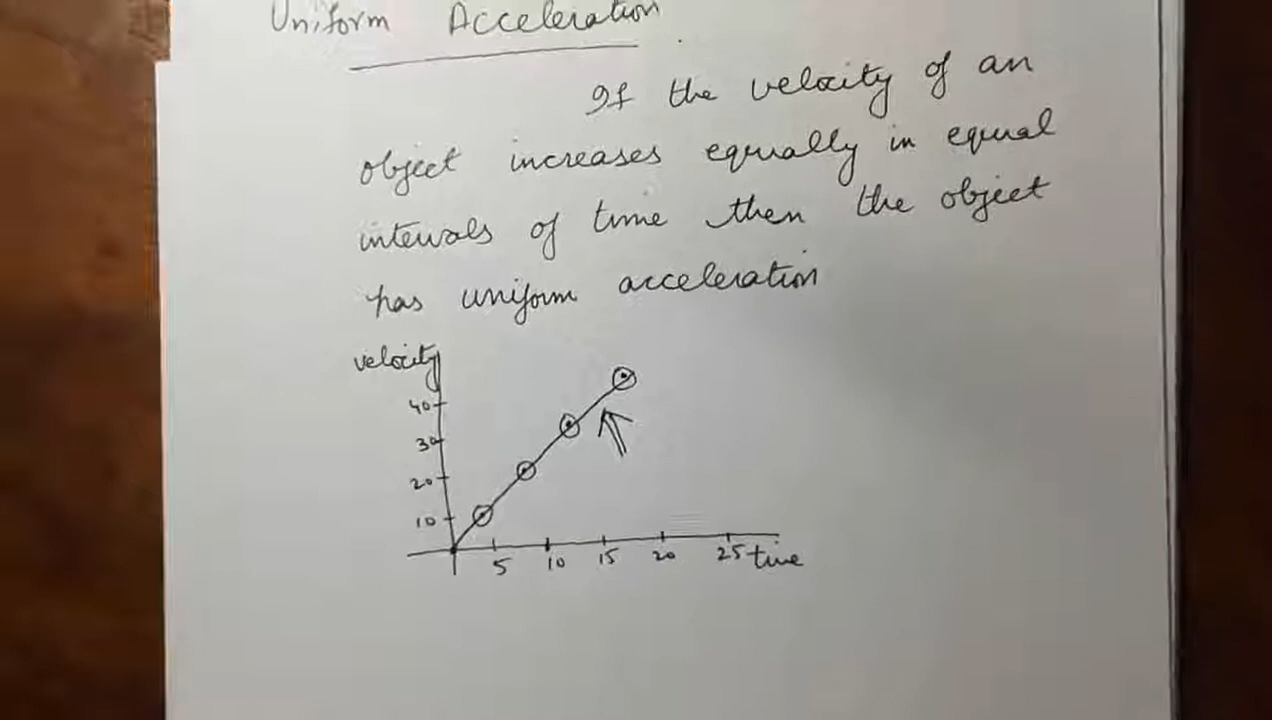 Uniform Acceleration
If the velocity of an
object increases equally in equal
intervals of time then the object
has uniform acceleration
velocity
40
30
20
10
5 10 15 20 25 time